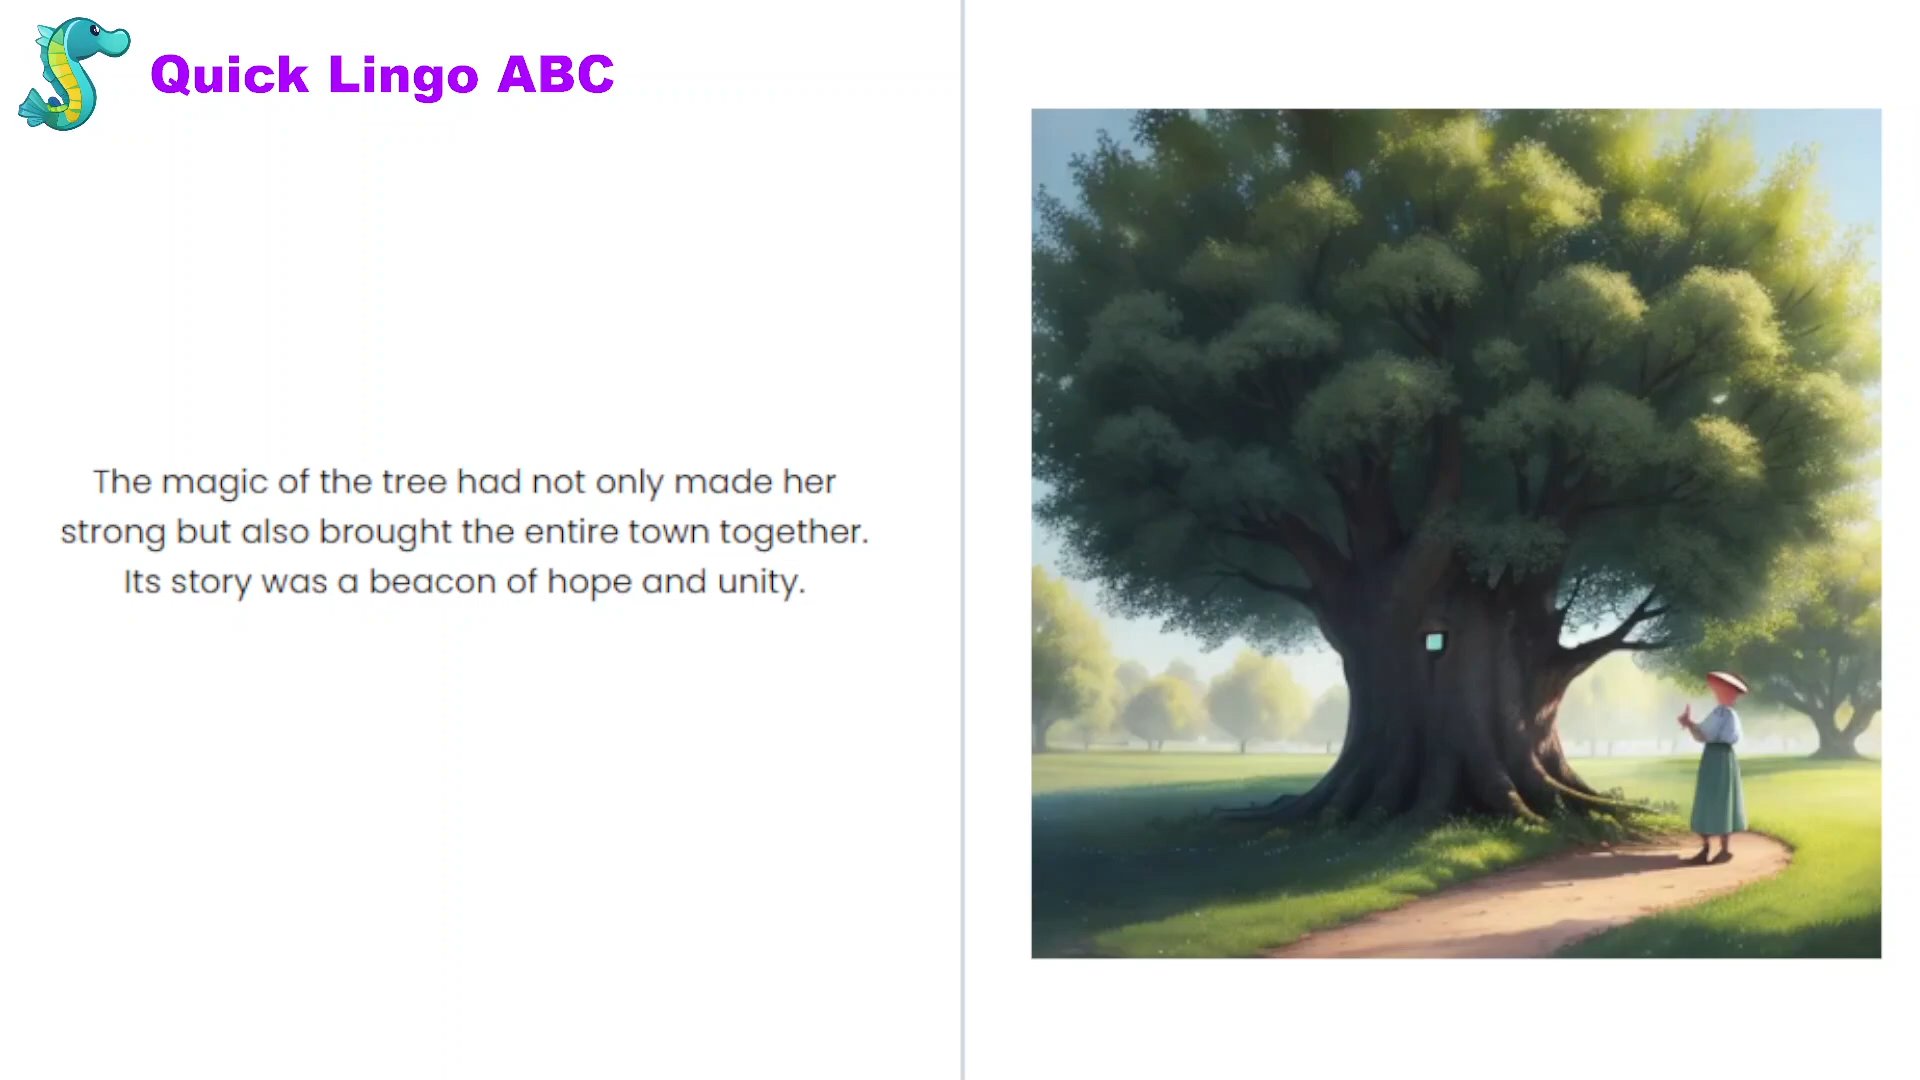 Quick Lingo ABC
The magic of the tree had not only made her
strong but also brought the entire town together.
Its story was a beacon of hope and unity.